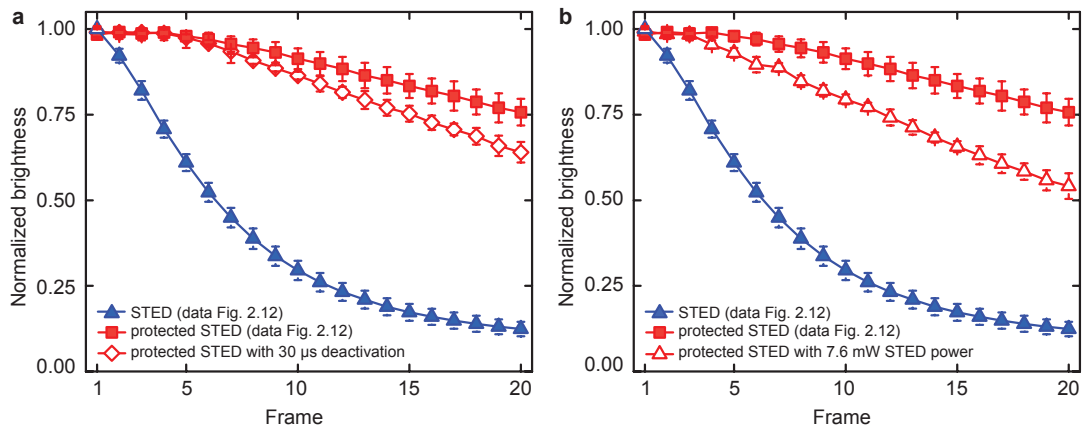 a
Normalized brightness
1.00
0.75
0.50
0.25
0.00
STED (data Fig. 2.12)
protected STED (data Fig. 2.12)
protected STED with 30 µs deactivation
1 5 10 15 20
Frame
b
Normalized brightness
1.00
0.75
0.50
0.25
0.00
STED (data Fig. 2.12)
protected STED (data Fig. 2.12)
protected STED with 7.6 mW STED power
1 5 10 15 20
Frame